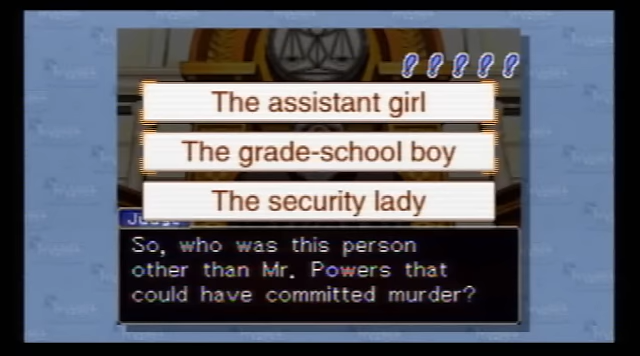 The assistant girl
The grade-school boy
The security lady
Judge
So, who was this person
other than Mr. Powers that
could have committed murder?